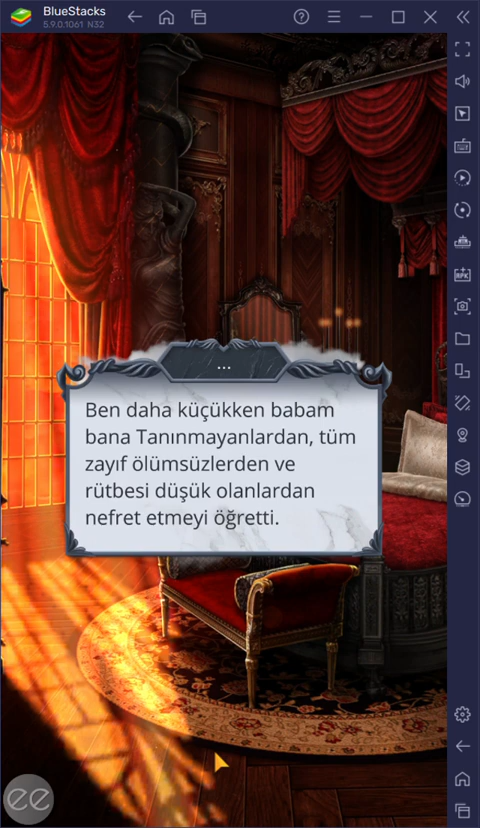 BlueStacks
5.9.0.1061 N32
...
Ben daha küçükken babam
bana Tanınmayanlardan, tüm
zayıf ölümsüzlerden ve
rütbesi düşük olanlardan
nefret etmeyi öğretti.
ee